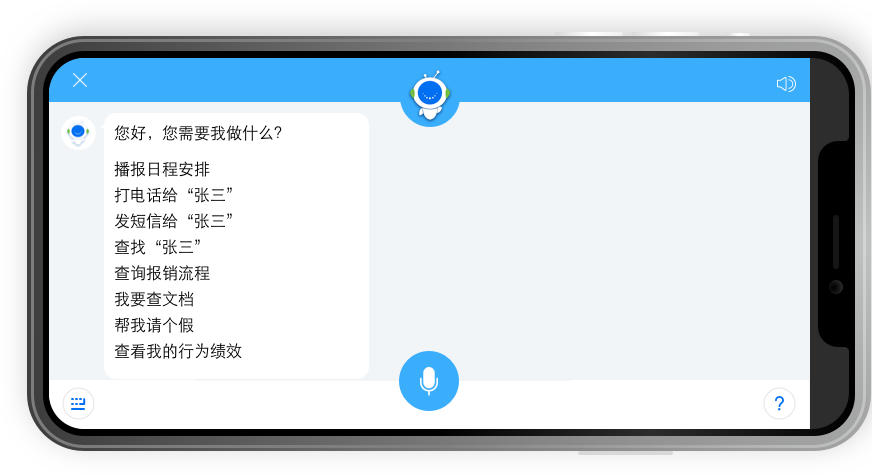 您好，您需要我做什么？
播报日程安排
打电话给“张三”
发短信给“张三”
查找“张三”
查询报销流程
我要查文档
帮我请个假
查看我的行为绩效
?